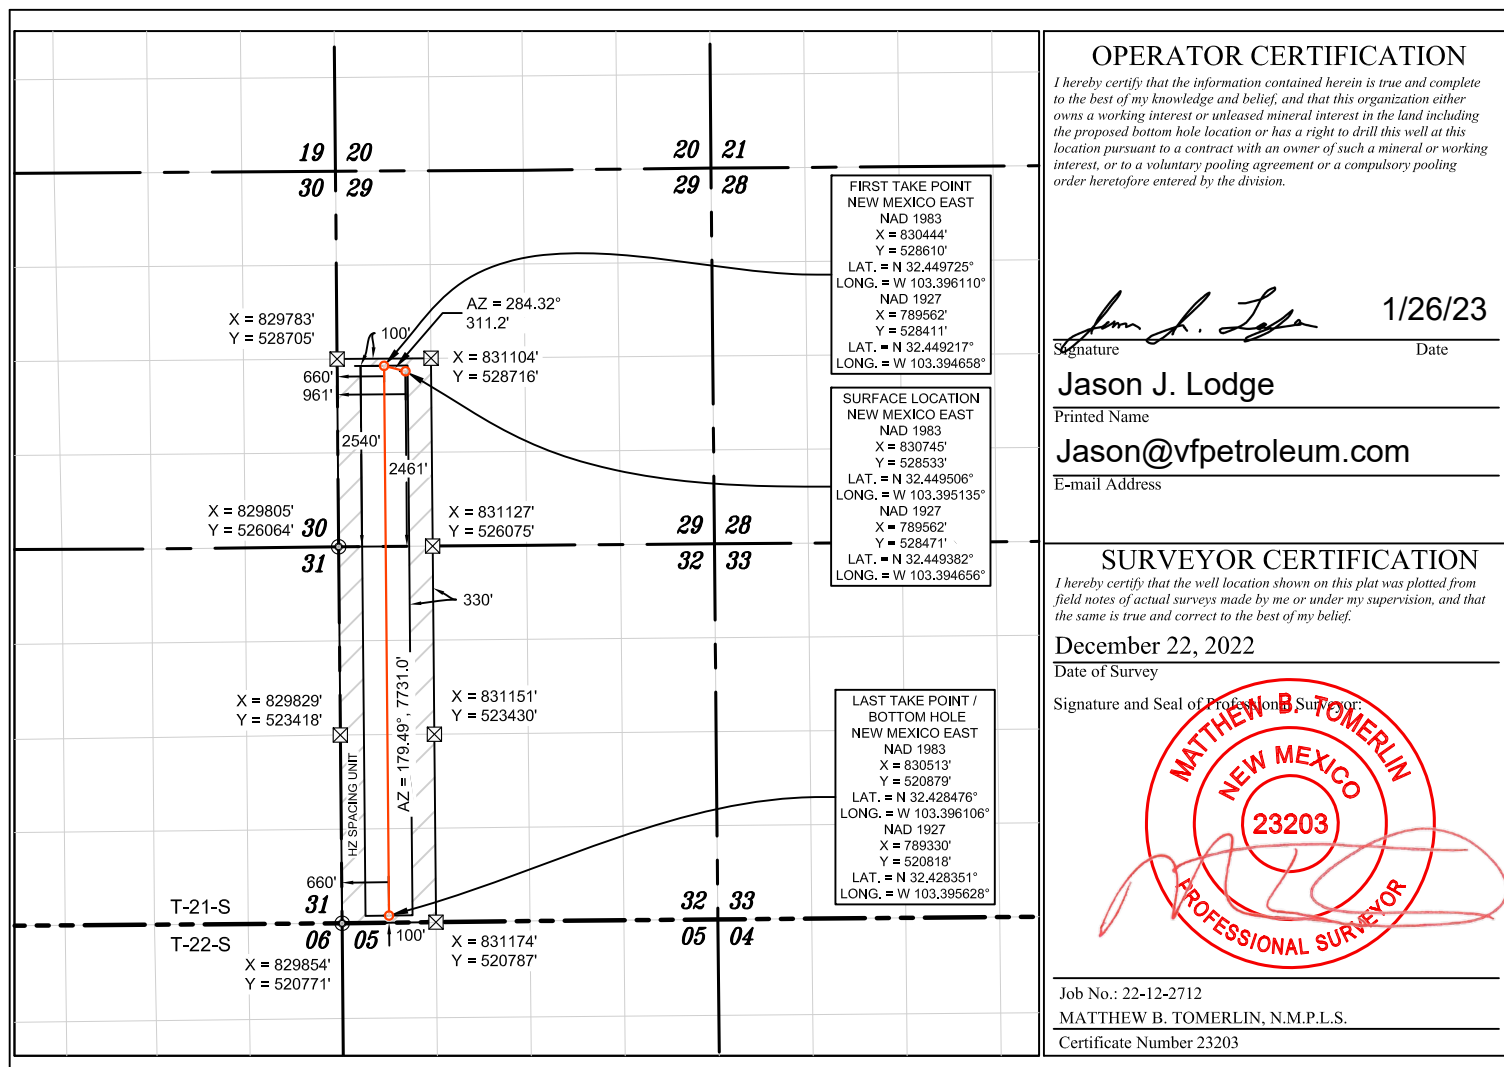 19 20
30 29
20 21
29 28
FIRST TAKE POINT
NEW MEXICO EAST
NAD 1983
X = 830444'
Y = 528610'
LAT. = N 32.449725°
LONG. = W 103.396110°
NAD 1927
X = 789562'
Y = 528411'
LAT. = N 32.449217°
LONG. = W 103.394658°
AZ = 284.32°
311.2'
X = 829783'
Y = 528705'
100'
X = 831104'
Y = 528716'
660'
961'
2540'
2461'
SURFACE LOCATION
NEW MEXICO EAST
NAD 1983
X = 830745'
Y = 528533'
LAT. = N 32.449506°
LONG. = W 103.395135°
NAD 1927
X = 789562'
Y = 528471'
LAT. = N 32.449382°
LONG. = W 103.394656°
X = 829805'
Y = 526064'
30
31
X = 831127'
Y = 526075'
29 28
32 33
330'
X = 829829'
Y = 523418'
X = 831151'
Y = 523430'
AZ = 179.49°, 7731.0'
HZ SPACING UNIT
LAST TAKE POINT /
BOTTOM HOLE
NEW MEXICO EAST
NAD 1983
X = 830513'
Y = 520879'
LAT. = N 32.428476°
LONG. = W 103.396106°
NAD 1927
X = 789330'
Y = 520818'
LAT. = N 32.428351°
LONG. = W 103.395628°
660'
T-21-S
T-22-S
31
06 05
100'
32 33
05 04
X = 829854'
Y = 520771'
X = 831174'
Y = 520787'
OPERATOR CERTIFICATION
I hereby certify that the information contained herein is true and complete
to the best of my knowledge and belief, and that this organization either
owns a working interest or unleased mineral interest in the land including
the proposed bottom hole location or has a right to drill this well at this
location pursuant to a contract with an owner of such a mineral or working
interest, or to a voluntary pooling agreement or a compulsory pooling
order heretofore entered by the division.
1/26/23
Signature Date
Jason J. Lodge
Printed Name
Jason@vfpetroleum.com
E-mail Address
SURVEYOR CERTIFICATION
I hereby certify that the well location shown on this plat was plotted from
field notes of actual surveys made by me or under my supervision, and that
the same is true and correct to the best of my belief.
December 22, 2022
Date of Survey
Signature and Seal of Professional Surveyor:
MATTHEW B. TOMERLIN
NEW MEXICO
23203
PROFESSIONAL SURVEYOR
Job No.: 22-12-2712
MATTHEW B. TOMERLIN, N.M.P.L.S.
Certificate Number 23203